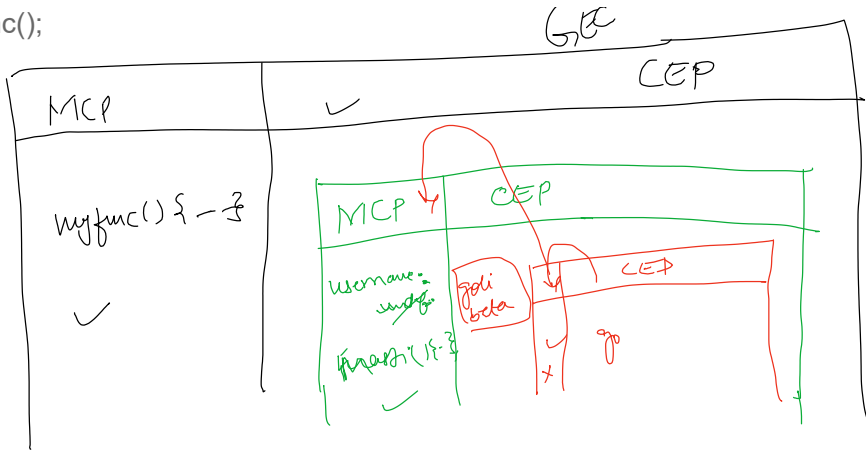 c();
GEC
MCP
CEP
myfunc() { - }
MCP
CEP
username:
goli
beta
CEP
go